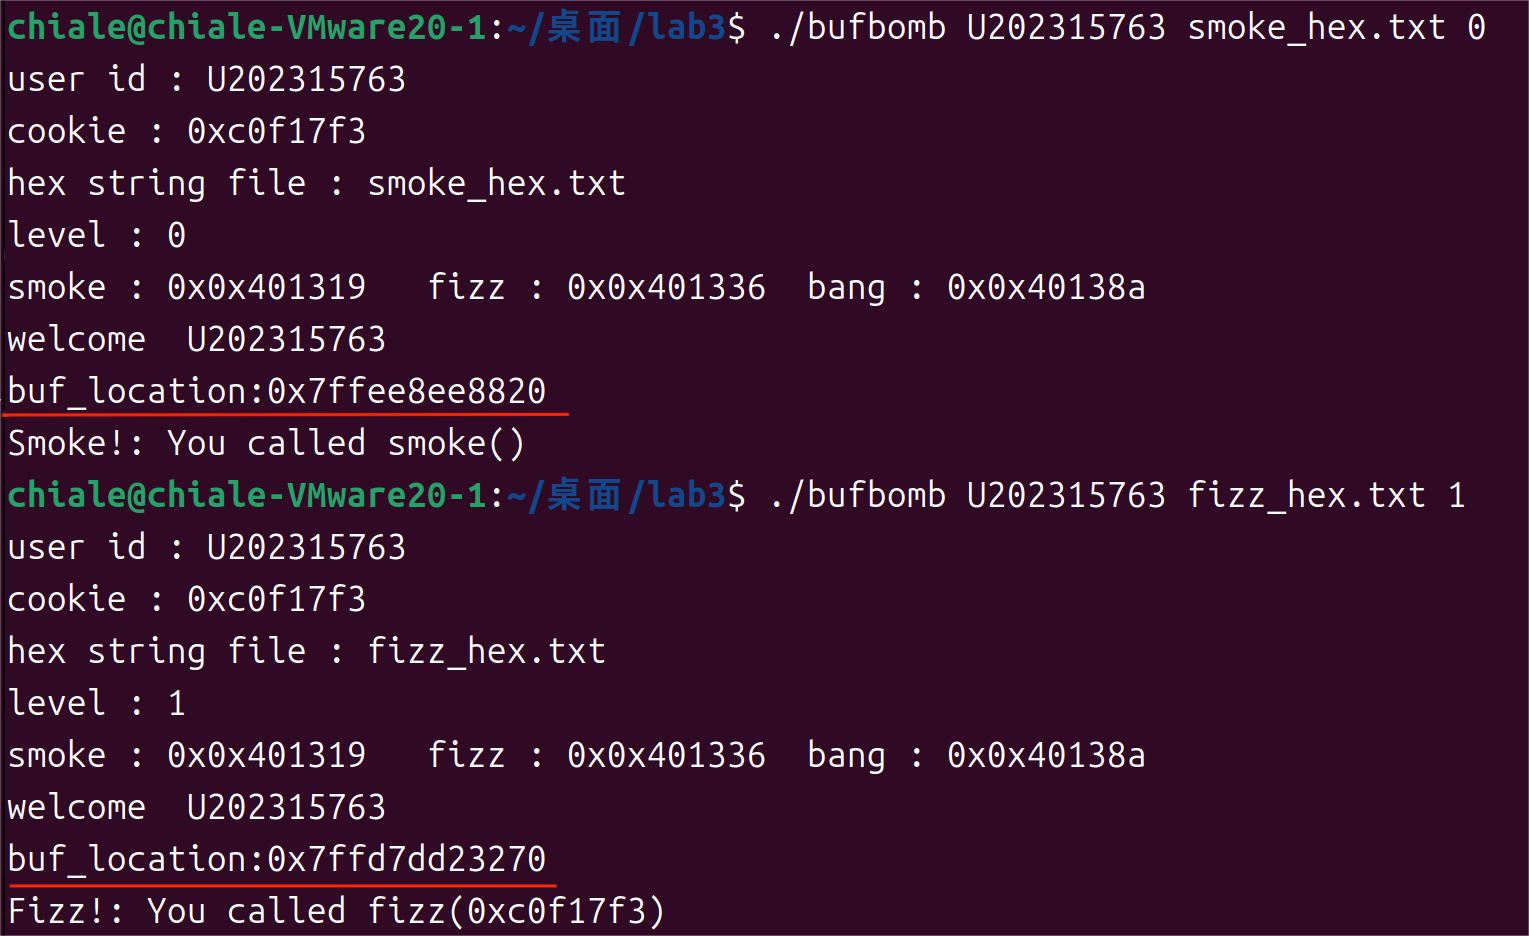 chiale@chiale-VMware20-1:~/桌面/lab3$ ./bufbomb U202315763 smoke_hex.txt 0
user id : U202315763
cookie : 0xc0f17f3
hex string file : smoke_hex.txt
level : 0
smoke : 0x0x401319   fizz : 0x0x401336  bang : 0x0x40138a
welcome  U202315763
buf_location:0x7ffee8ee8820
Smoke!: You called smoke()
chiale@chiale-VMware20-1:~/桌面/lab3$ ./bufbomb U202315763 fizz_hex.txt 1
user id : U202315763
cookie : 0xc0f17f3
hex string file : fizz_hex.txt
level : 1
smoke : 0x0x401319   fizz : 0x0x401336  bang : 0x0x40138a
welcome  U202315763
buf_location:0x7ffd7dd23270
Fizz!: You called fizz(0xc0f17f3)